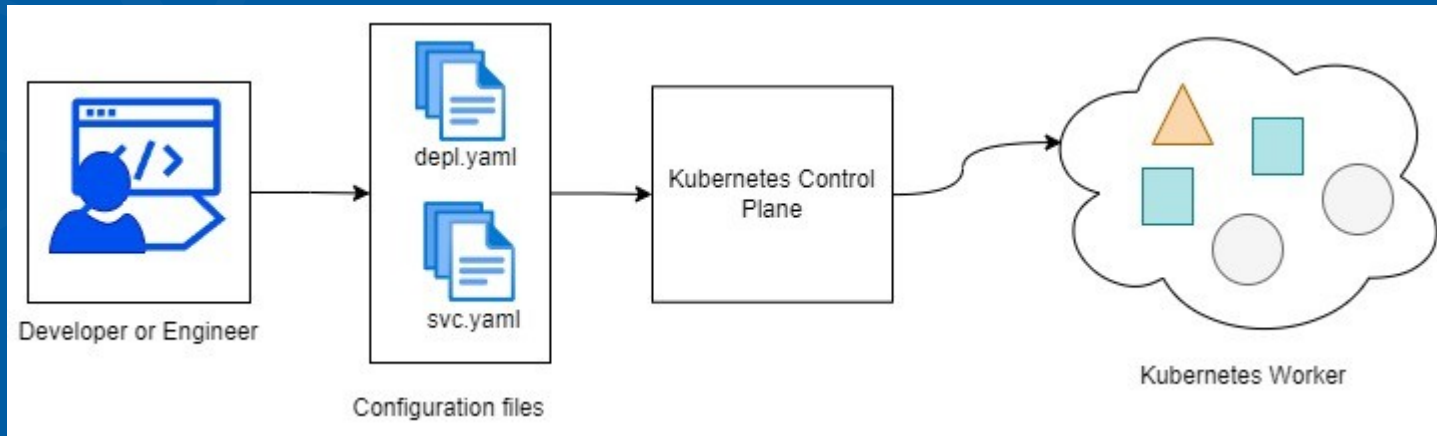 Developer or Engineer
depl.yaml
svc.yaml
Configuration files
Kubernetes Control
Plane
Kubernetes Worker